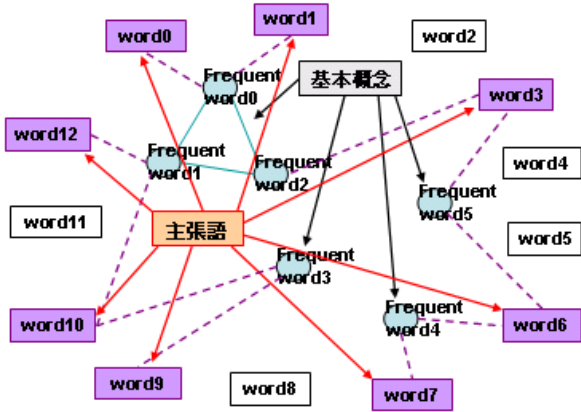 word1
word0
word2
Frequent
word0
基本概念
word3
word12
Frequent
word1
Frequent
word2
word4
Frequent
word5
word11
主張語
word5
Frequent
word3
word10
Frequent
word4
word6
word9
word8
word7